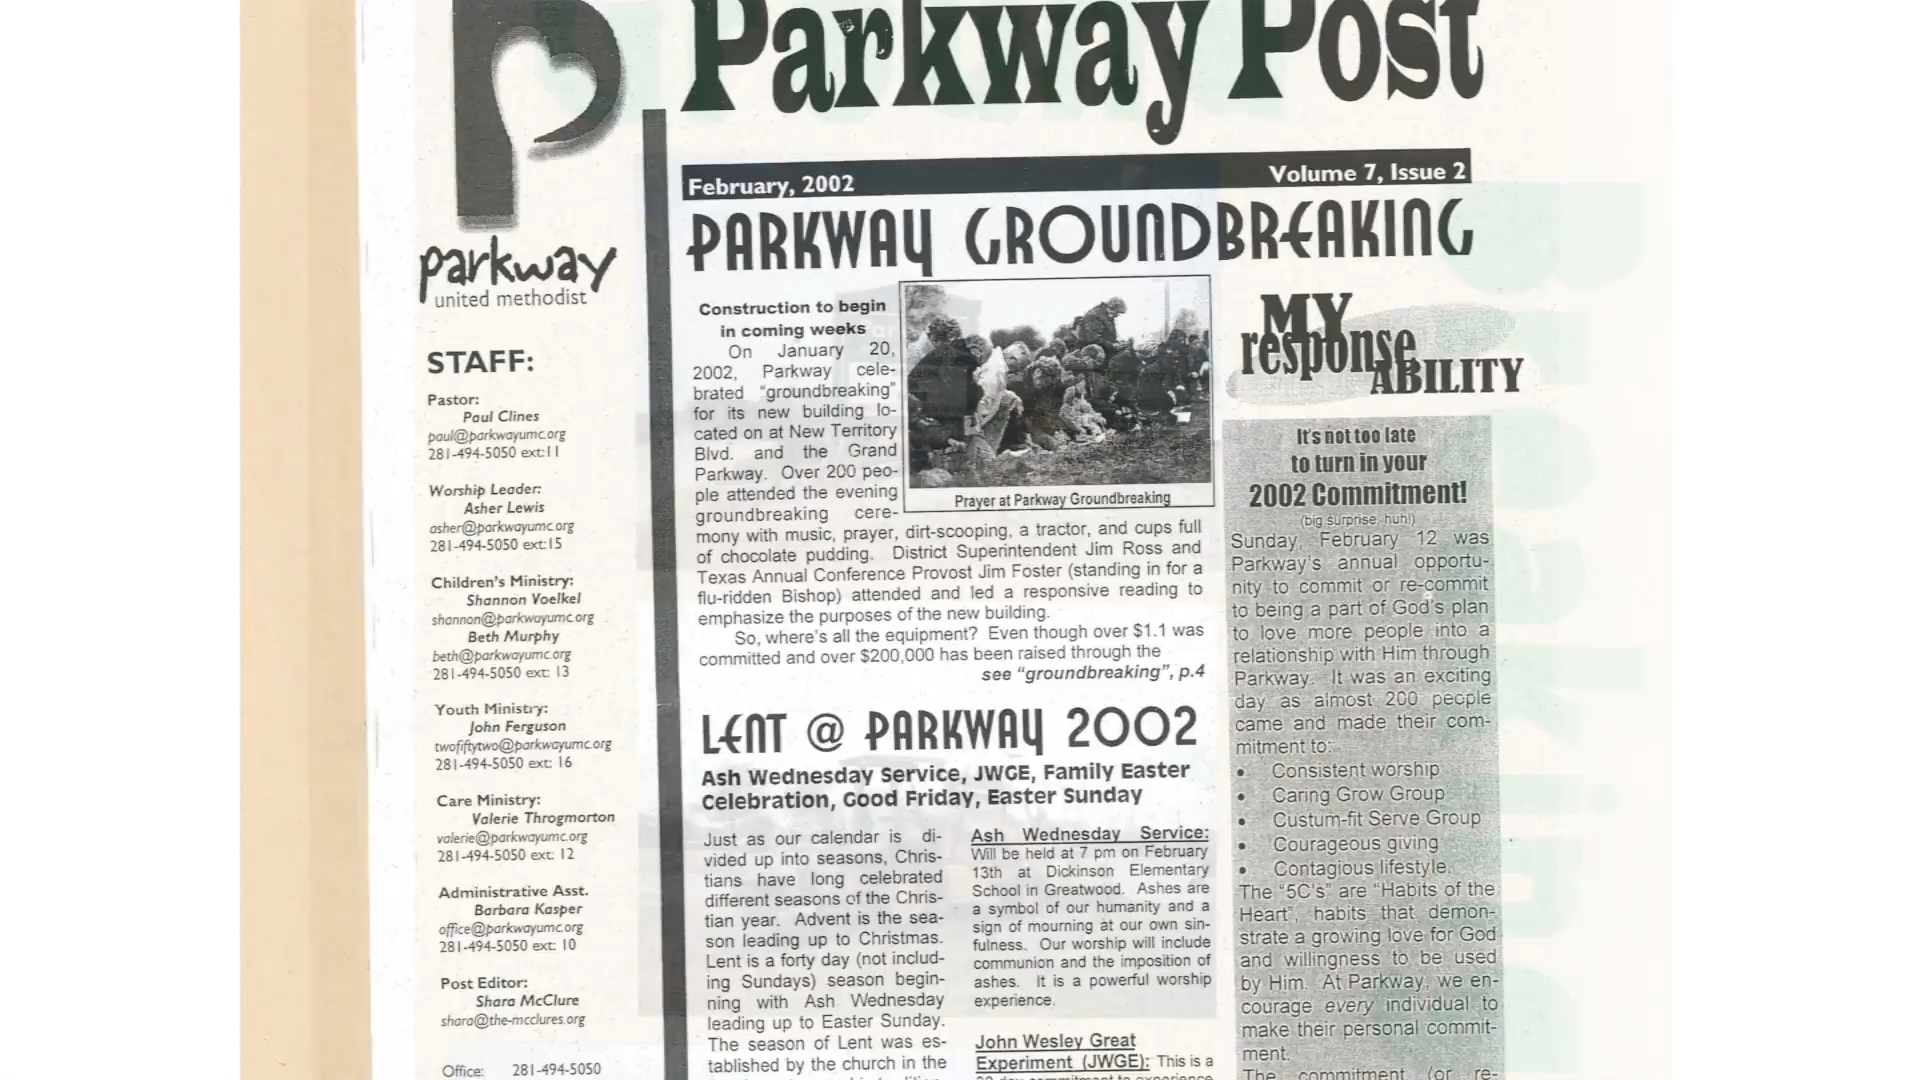 Parkway Post
February, 2002
Volume 7, Issue 2
parkway
united methodist
STAFF:
Pastor:
Paul Clines
paul@parkwayumc.org
281-494-5050 ext:11
Worship Leader:
Asher Lewis
asher@parkwayumc.org
281-494-5050 ext:15
Children's Ministry:
Shannon Voelkel
shannon@parkwayumc.org
Beth Murphy
beth@parkwayumc.org
281-494-5050 ext: 13
Youth Ministry:
John Ferguson
twofiftytwo@parkwayumc.org
281-494-5050 ext: 16
Care Ministry:
Valerie Throgmorton
valerie@parkwayumc.org
281-494-5050 ext: 12
Administrative Asst.
Barbara Kasper
office@parkwayumc.org
281-494-5050 ext: 10
Post Editor:
Shara McClure
shara@the-mcclures.org
Office: 281-494-5050
PARKWAY GROUNDBREAKING
Construction to begin
in coming weeks
On January 20,
2002, Parkway cele-
brated "groundbreaking"
for its new building lo-
cated on at New Territory
Blvd. and the Grand
Parkway. Over 200 peo-
ple attended the evening
groundbreaking cere-
Prayer at Parkway Groundbreaking
mony with music, prayer, dirt-scooping, a tractor, and cups full
of chocolate pudding. District Superintendent Jim Ross and
Texas Annual Conference Provost Jim Foster (standing in for a
flu-ridden Bishop) attended and led a responsive reading to
emphasize the purposes of the new building.
So, where's all the equipment? Even though over $1.1 was
committed and over $200,000 has been raised through the
see "groundbreaking", p.4
LENT @ PARKWAY 2002
Ash Wednesday Service, JWGE, Family Easter
Celebration, Good Friday, Easter Sunday
Just as our calendar is di-
vided up into seasons, Chris-
tians have long celebrated
different seasons of the Chris-
tian year. Advent is the sea-
son leading up to Christmas.
Lent is a forty day (not includ-
ing Sundays) season begin-
ning with Ash Wednesday
leading up to Easter Sunday.
The season of Lent was es-
tablished by the church in the
Ash Wednesday Service:
Will be held at 7 pm on February
13th at Dickinson Elementary
School in Greatwood. Ashes are
a symbol of our humanity and a
sign of mourning at our own sin-
fulness. Our worship will include
communion and the imposition of
ashes. It is a powerful worship
experience.
John Wesley Great
Experiment (JWGE): This is a
MY
response
ABILITY
It's not too late
to turn in your
2002 Commitment!
(big surprise, huh!)
Sunday, February 12 was
Parkway's annual opportu-
nity to commit or re-commit
to being a part of God's plan
to love more people into a
relationship with Him through
Parkway. It was an exciting
day as almost 200 people
came and made their com-
mitment to:
• Consistent worship
• Caring Grow Group
• Custum-fit Serve Group
• Courageous giving
• Contagious lifestyle.
The "5C's" are "Habits of the
Heart", habits that demon-
strate a growing love for God
and willingness to be used
by Him. At Parkway, we en-
courage every individual to
make their personal commit-
ment.
The commitment (or re-